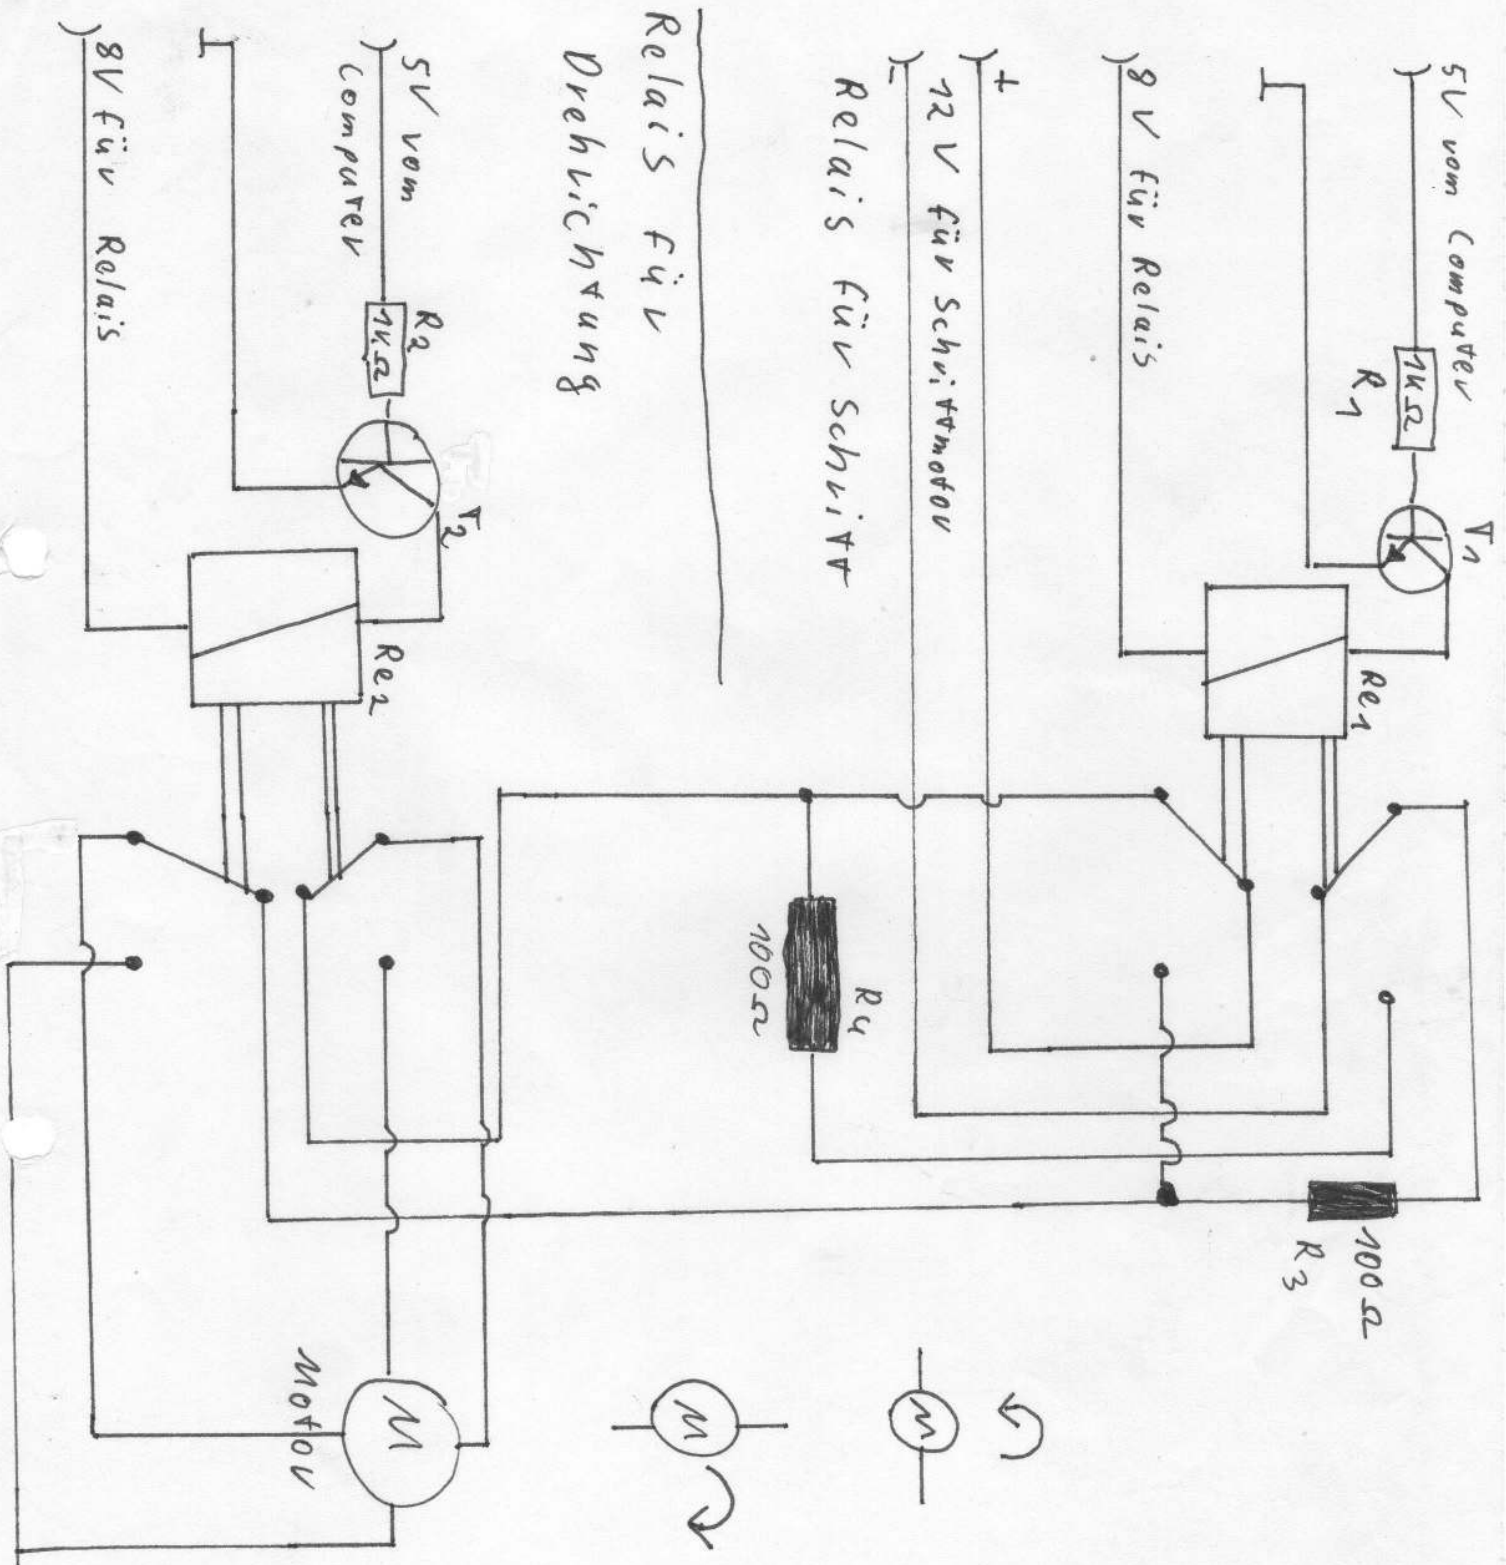 5V vom Computer
1kΩ
R1
T1
8V für Relais
Re1
+
12V für Schrittmotor
-
Relais für Schritt
100Ω
R3
R4
100Ω
Relais für
Drehrichtung
5V vom
Computer
R2
1kΩ
T2
8V für Relais
Re2
M
Motor
M
M